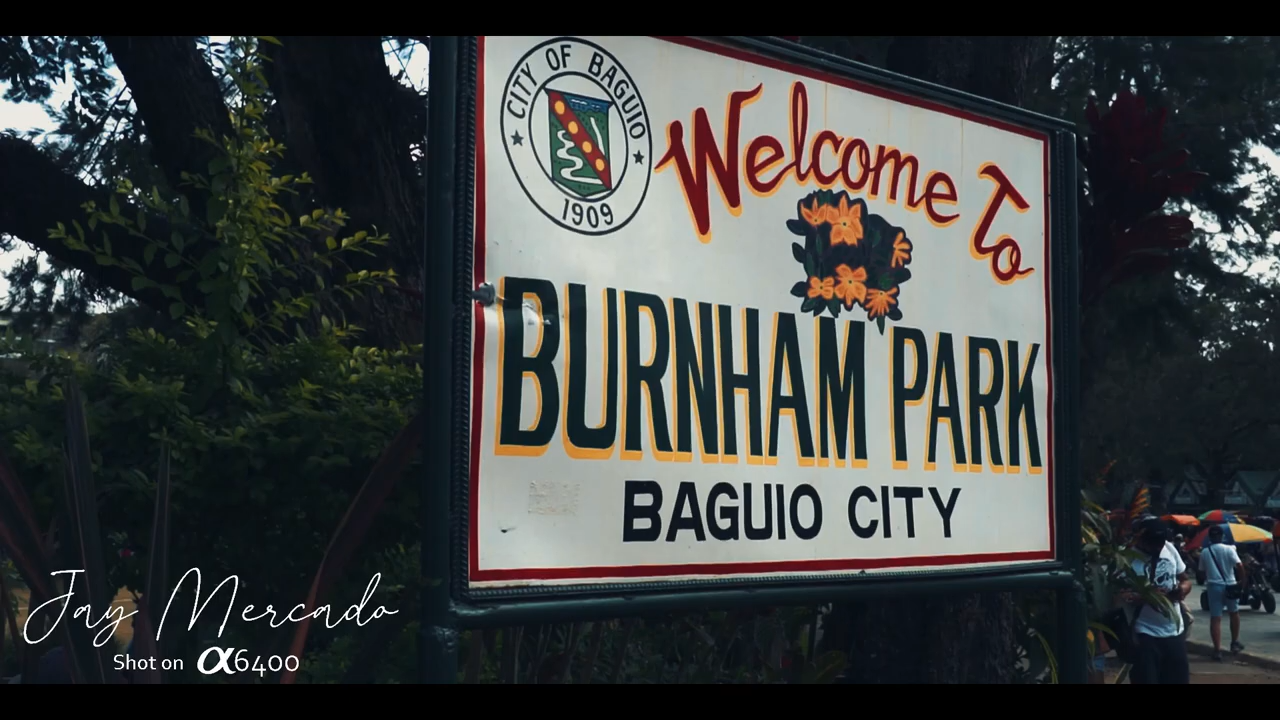 CITY OF BAGUIO
1909
Welcome To
BURNHAM PARK
BAGUIO CITY
Jay Mercado
Shot on α6400